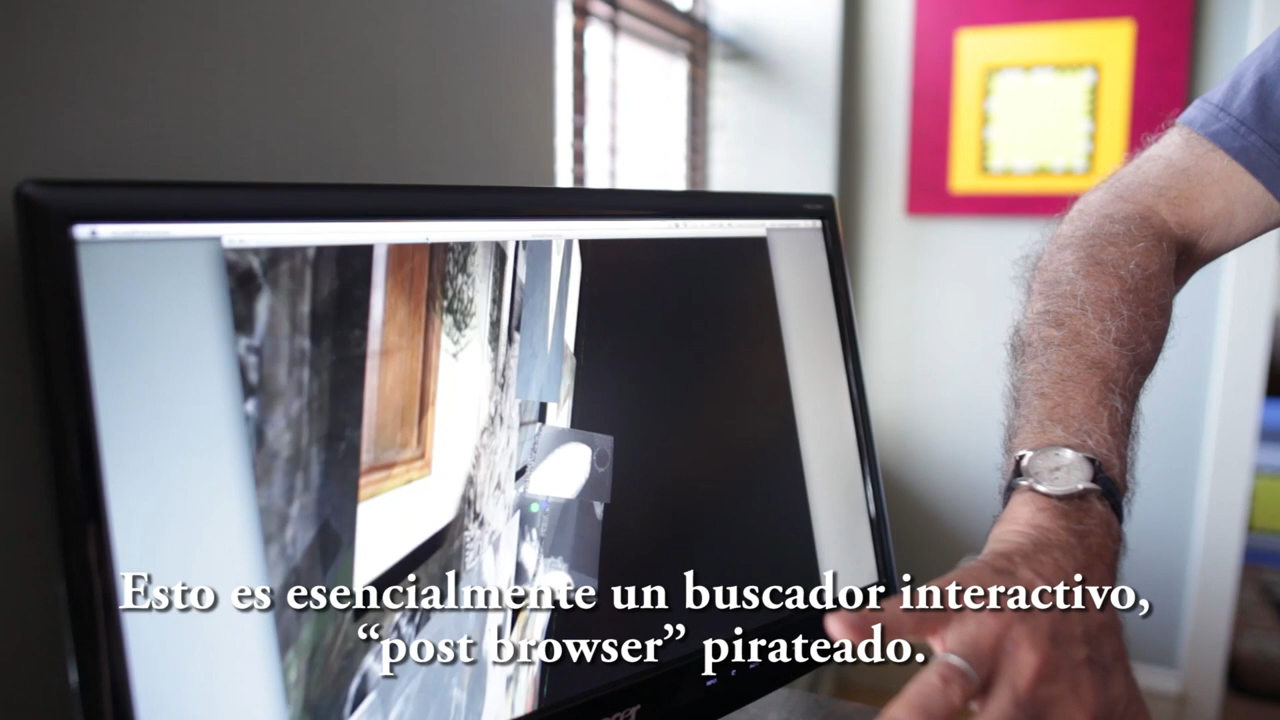 Esto es esencialmente un buscador interactivo,
“post browser” pirateado.